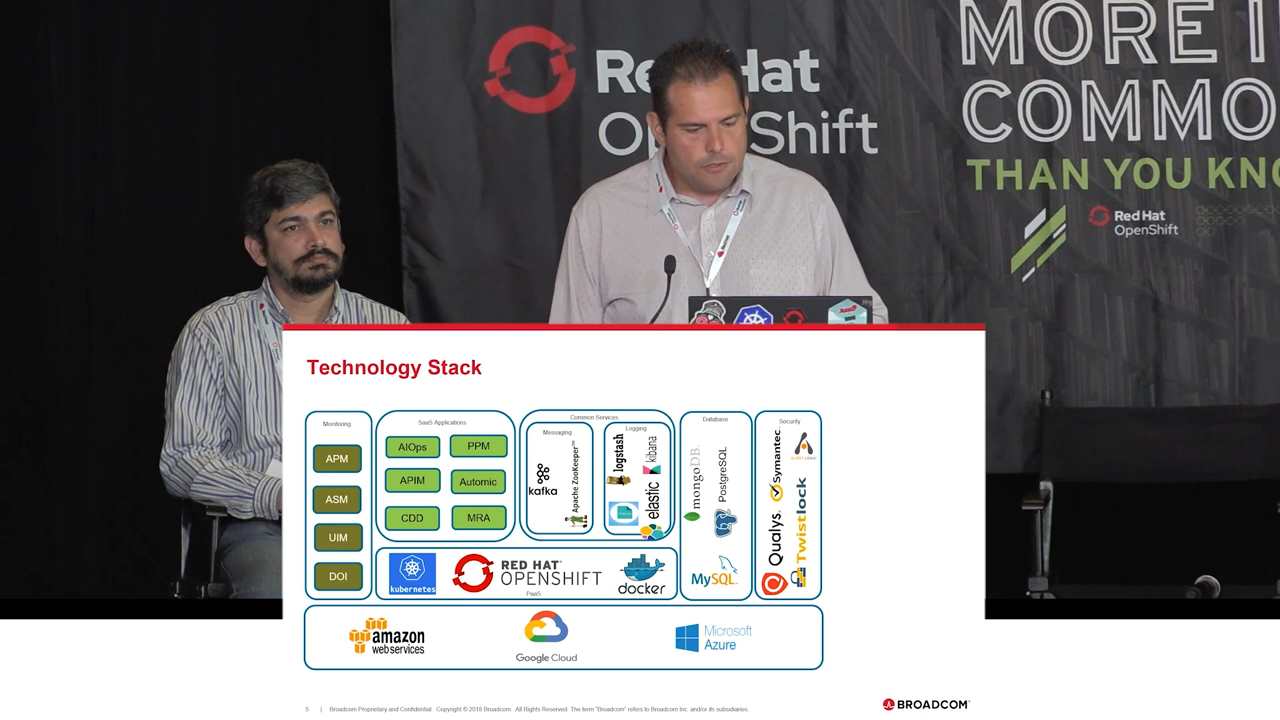 Red Hat
OpenShift
MORE I
COMMO
THAN YOU KNO
Red Hat
OpenShift
Technology Stack
Monitoring
APM
ASM
UIM
DOI
SaaS Applications
AIOps
PPM
APIM
Automic
CDD
MRA
Common Services
Messaging
kafka
Apache ZooKeeper™
Logging
logstash
kibana
elastic
kubernetes
RED HAT®
OPENSHIFT
docker
PaaS
Database
mongoDB
PostgreSQL
MySQL
Security
Symantec
ALERT LOGIC
Qualys
Twistlock
amazon
web services
Google Cloud
Microsoft
Azure
5 | Broadcom Proprietary and Confidential. Copyright © 2018 Broadcom. All Rights Reserved. The term "Broadcom" refers to Broadcom Inc. and/or its subsidiaries.
BROADCOM